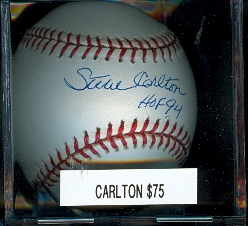 Steve Carlton
HOF 94
CARLTON $75